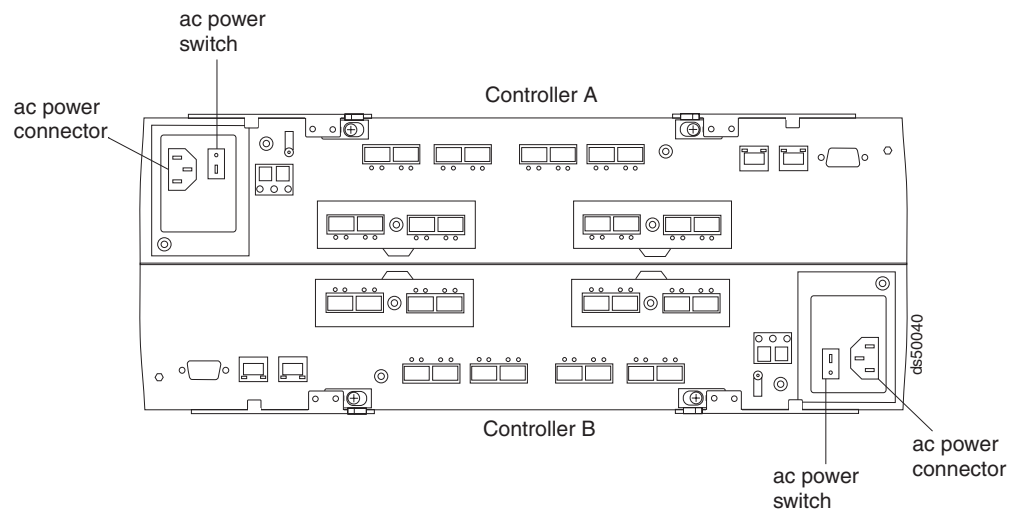 ac power
switch
Controller A
ac power
connector
ds50040
Controller B
ac power
connector
ac power
switch